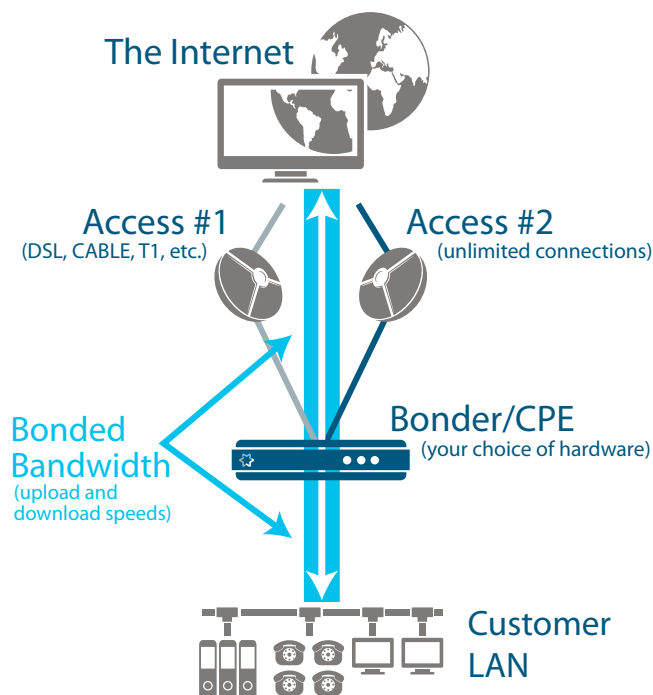 The Internet
Access #1
(DSL, CABLE, T1, etc.)
Access #2
(unlimited connections)
Bonder/CPE
(your choice of hardware)
Bonded
Bandwidth
(upload and
download speeds)
Customer
LAN